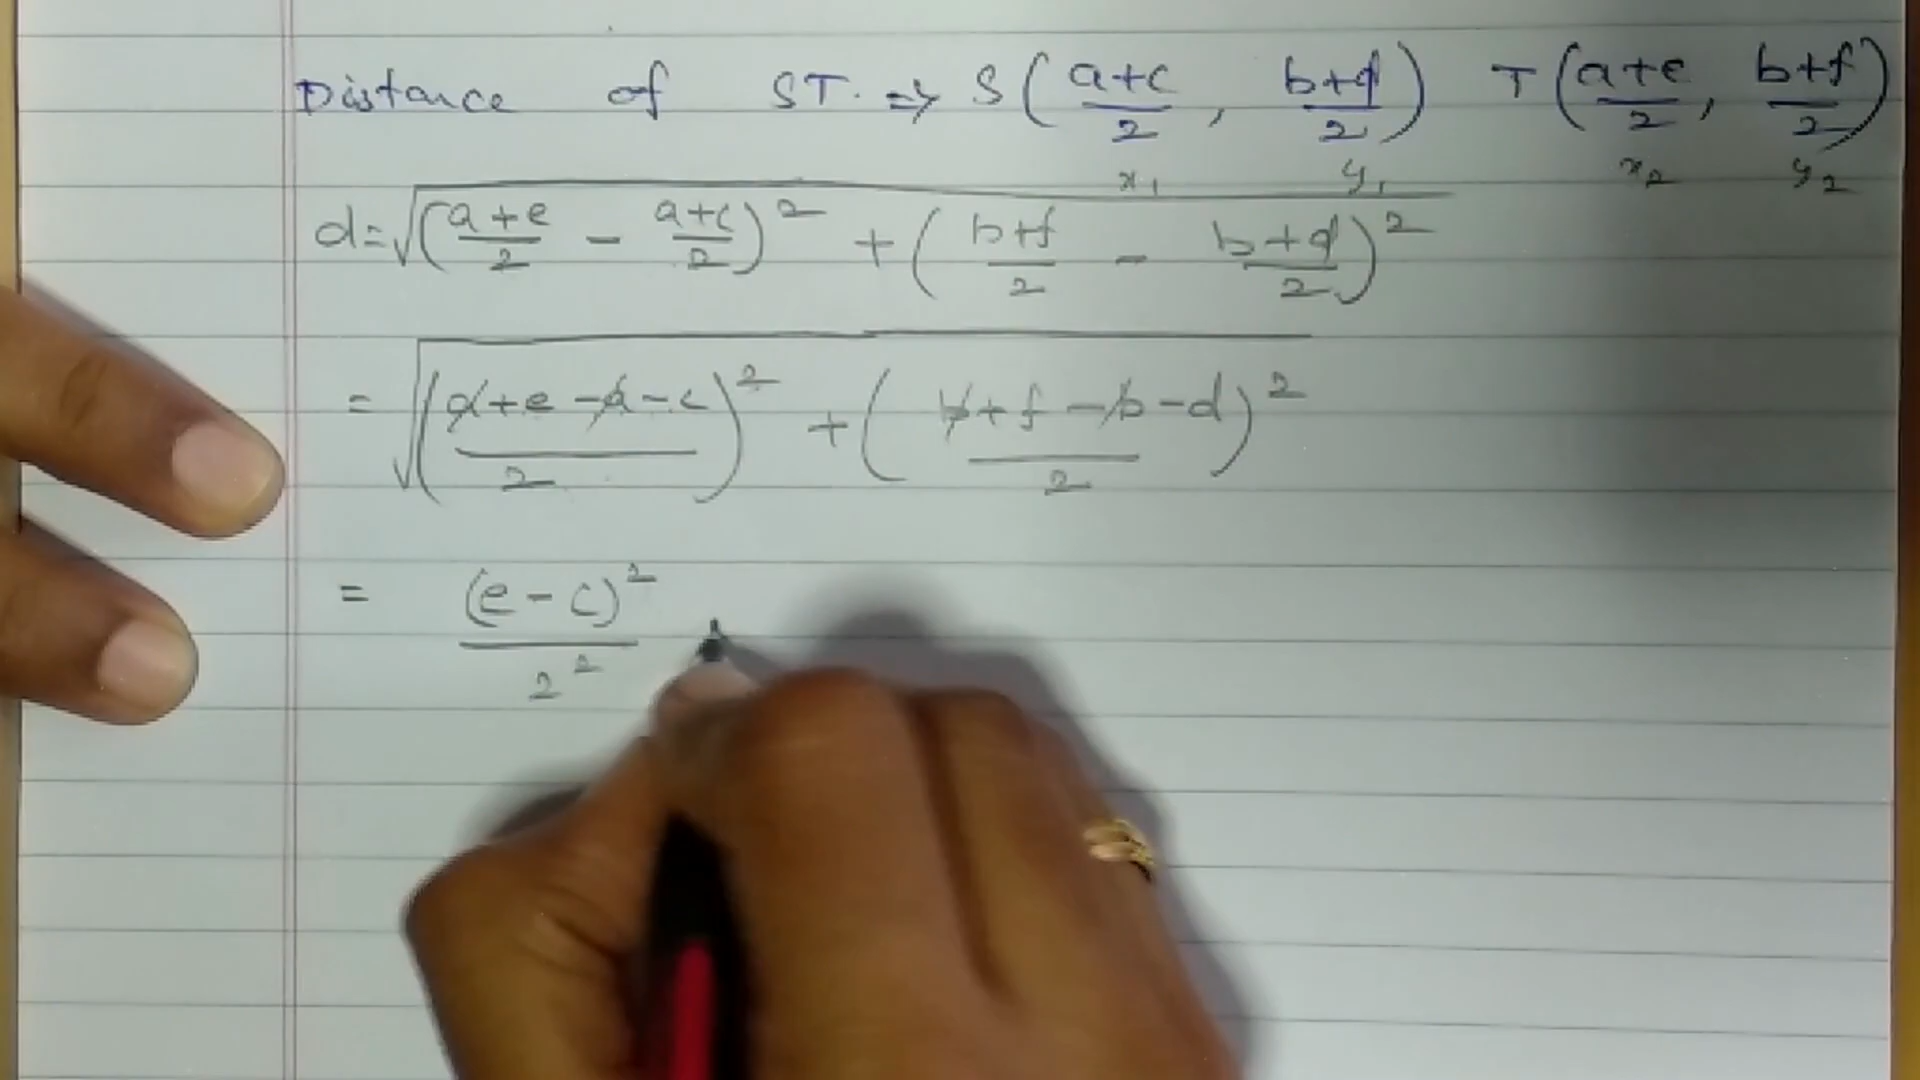 Distance of ST. => S ( (a+c)/2 , (b+d)/2 ) T ( (a+e)/2 , (b+f)/2 )
x₁ y₁ x₂ y₂
d = √( ( (a+e)/2 - (a+c)/2 )² + ( (b+f)/2 - (b+d)/2 )² )
= √( ( (a+e-a-c)/2 )² + ( (b+f-b-d)/2 )² )
= (e-c)²/2²